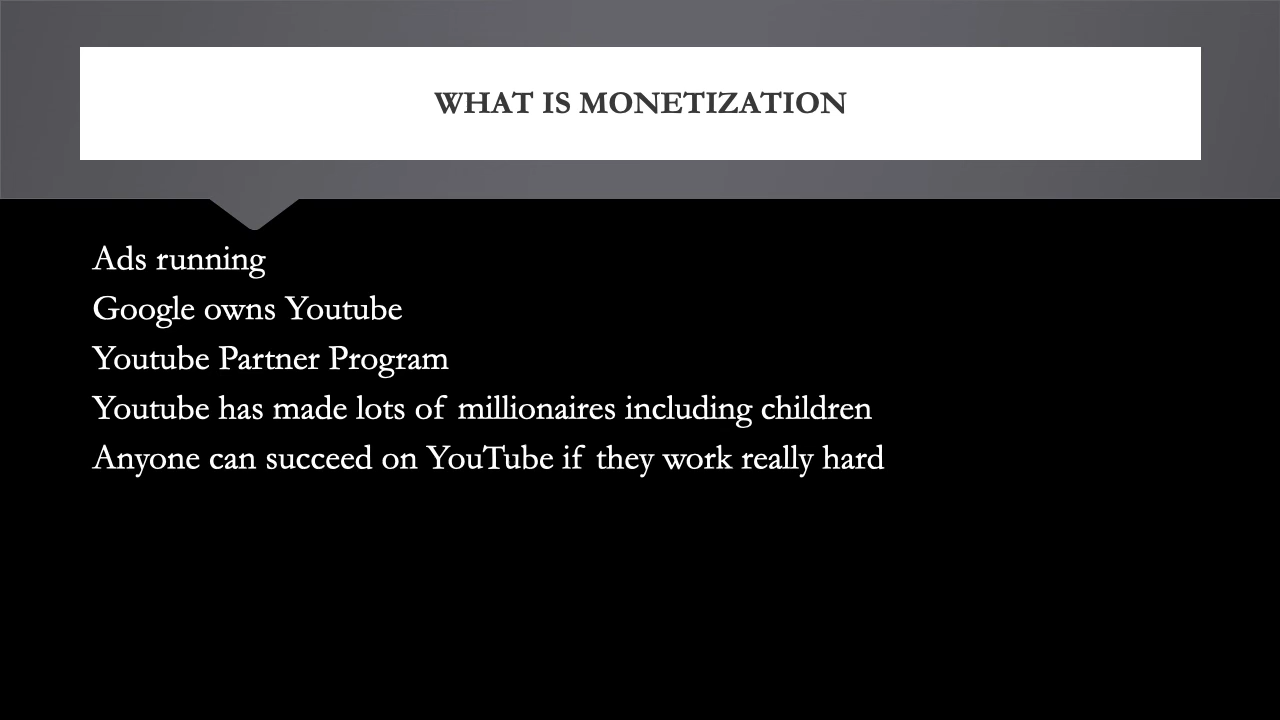 WHAT IS MONETIZATION
Ads running
Google owns Youtube
Youtube Partner Program
Youtube has made lots of millionaires including children
Anyone can succeed on YouTube if they work really hard